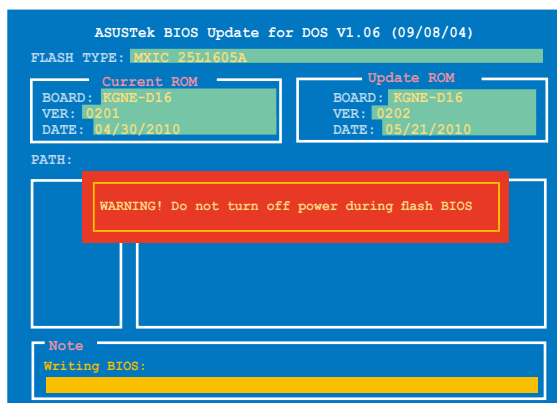 ASUSTek BIOS Update for DOS V1.06 (09/08/04)
FLASH TYPE: MXIC 25L1605A
Current ROM
BOARD: KGNE-D16
VER: 0201
DATE: 04/30/2010
Update ROM
BOARD: KGNE-D16
VER: 0202
DATE: 05/21/2010
PATH:
WARNING! Do not turn off power during flash BIOS
Note
Writing BIOS: